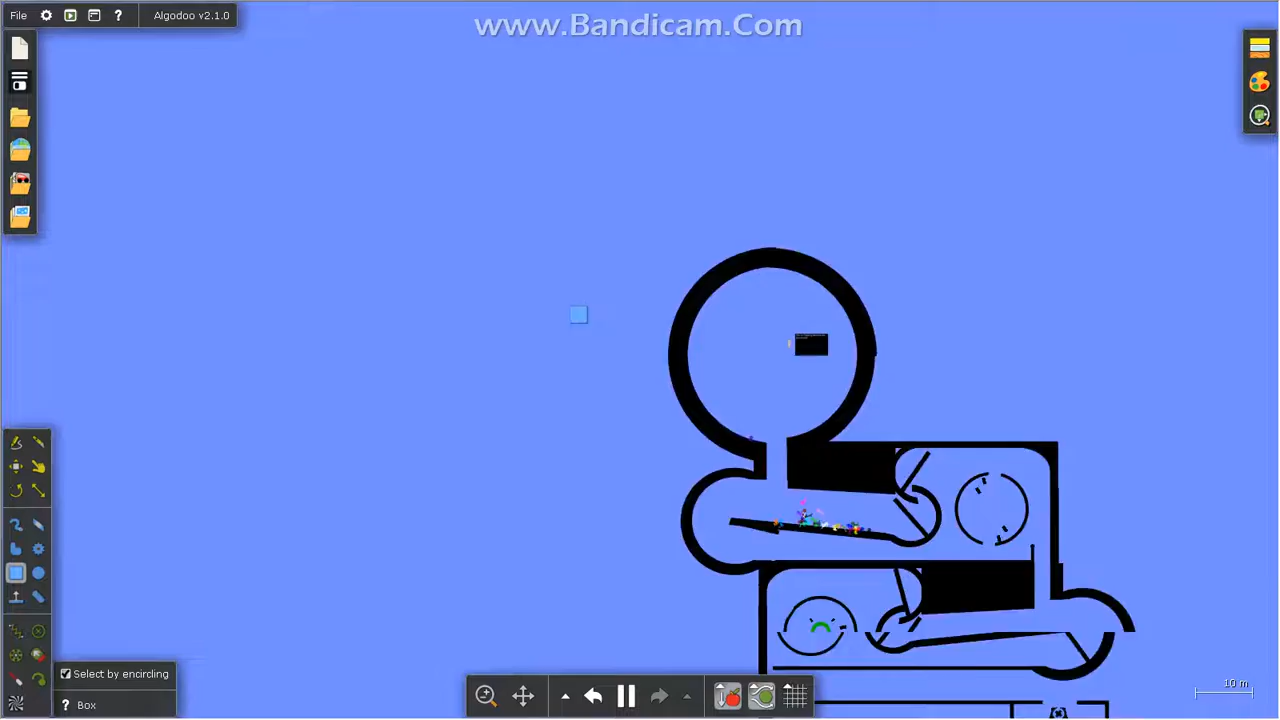 www.Bandicam.Com
File
?
Algodoo v2.1.0
Select by encircling
? Box
10 m